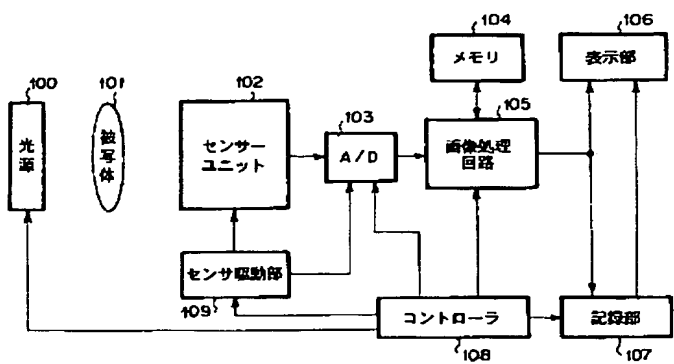 100
光源
101
被写体
102
センサー
ユニット
103
A/D
104
メモリ
105
画像処理
回路
106
表示部
センサ駆動部
109
コントローラ
108
記録部
107